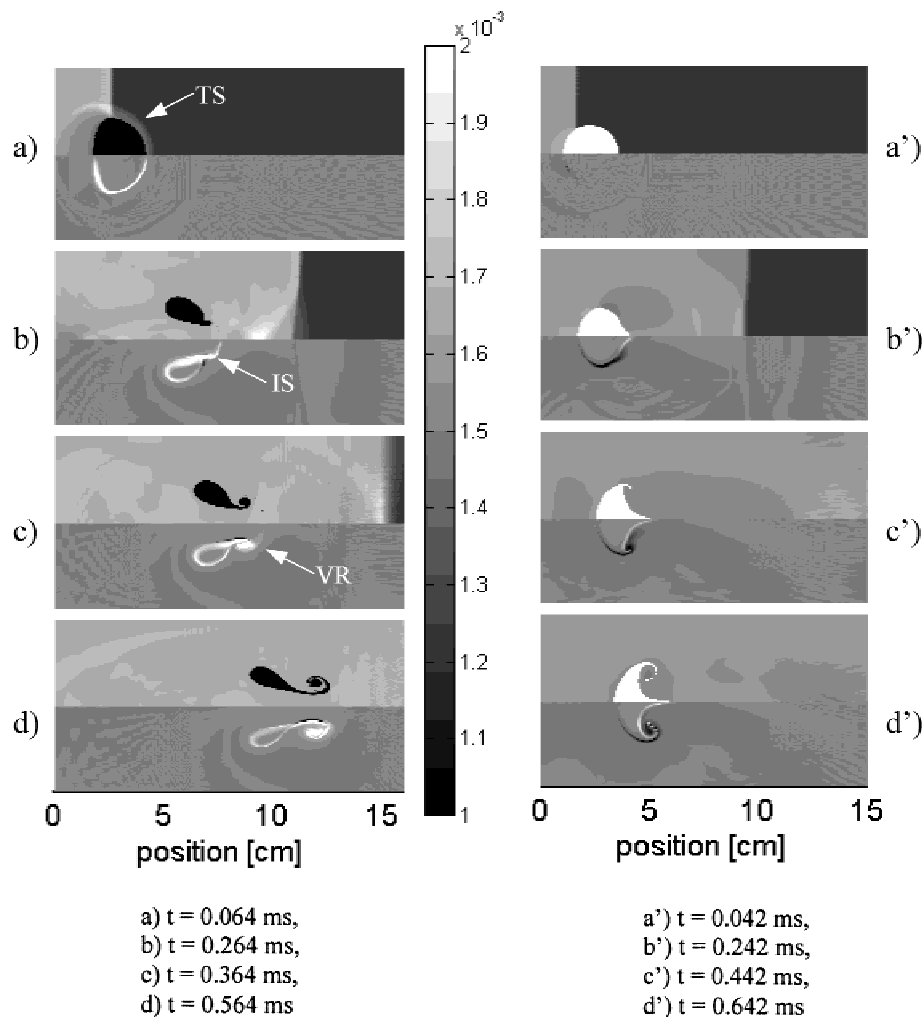 x 10⁻³
2
1.9
1.8
1.7
1.6
1.5
1.4
1.3
1.2
1.1
1
a)
TS
b)
IS
c)
VR
d)
0 5 10 15
position [cm]
a')
b')
c')
d')
0 5 10 15
position [cm]
a) t = 0.064 ms,
b) t = 0.264 ms,
c) t = 0.364 ms,
d) t = 0.564 ms
a') t = 0.042 ms,
b') t = 0.242 ms,
c') t = 0.442 ms,
d') t = 0.642 ms